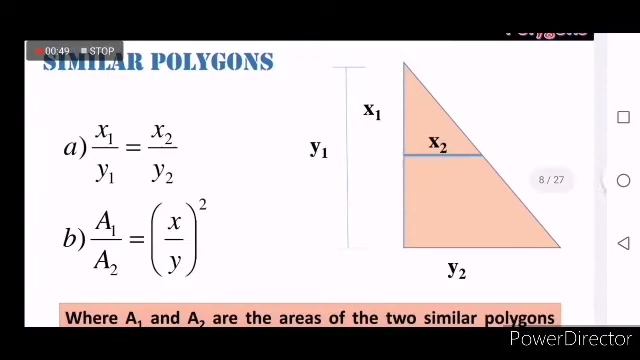 Polygons
00:49 STOP
SIMILAR POLYGONS
a) x₁/y₁ = x₂/y₂
b) A₁/A₂ = (x/y)²
x₁
x₂
y₁
y₂
8 / 27
Where A₁ and A₂ are the areas of the two similar polygons
PowerDirector